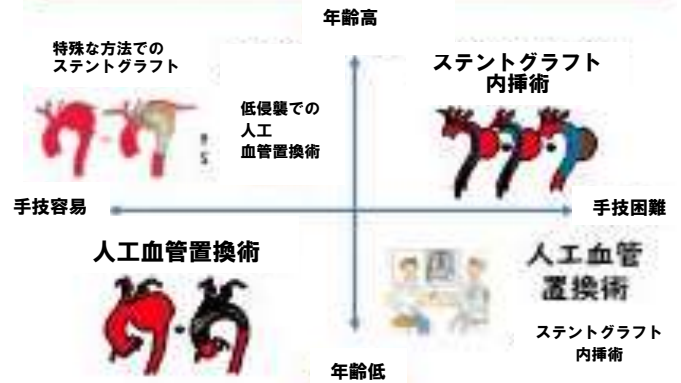 年齢高
特殊な方法での
ステントグラフト
ステントグラフト
内挿術
低侵襲での
人工
血管置換術
手技容易
手技困難
人工血管置換術
人工血管
置換術
ステントグラフト
内挿術
年齢低